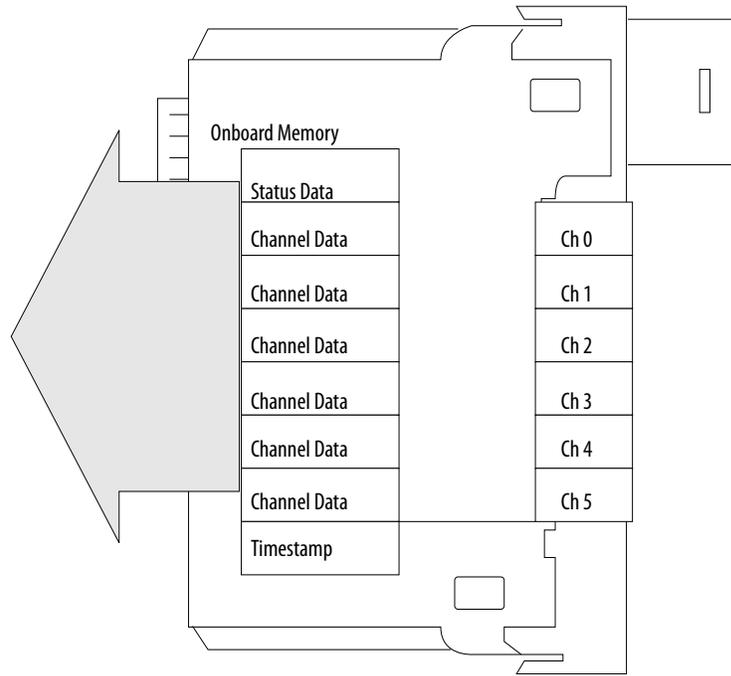 Onboard Memory
Status Data
Channel Data Ch 0
Channel Data Ch 1
Channel Data Ch 2
Channel Data Ch 3
Channel Data Ch 4
Channel Data Ch 5
Timestamp